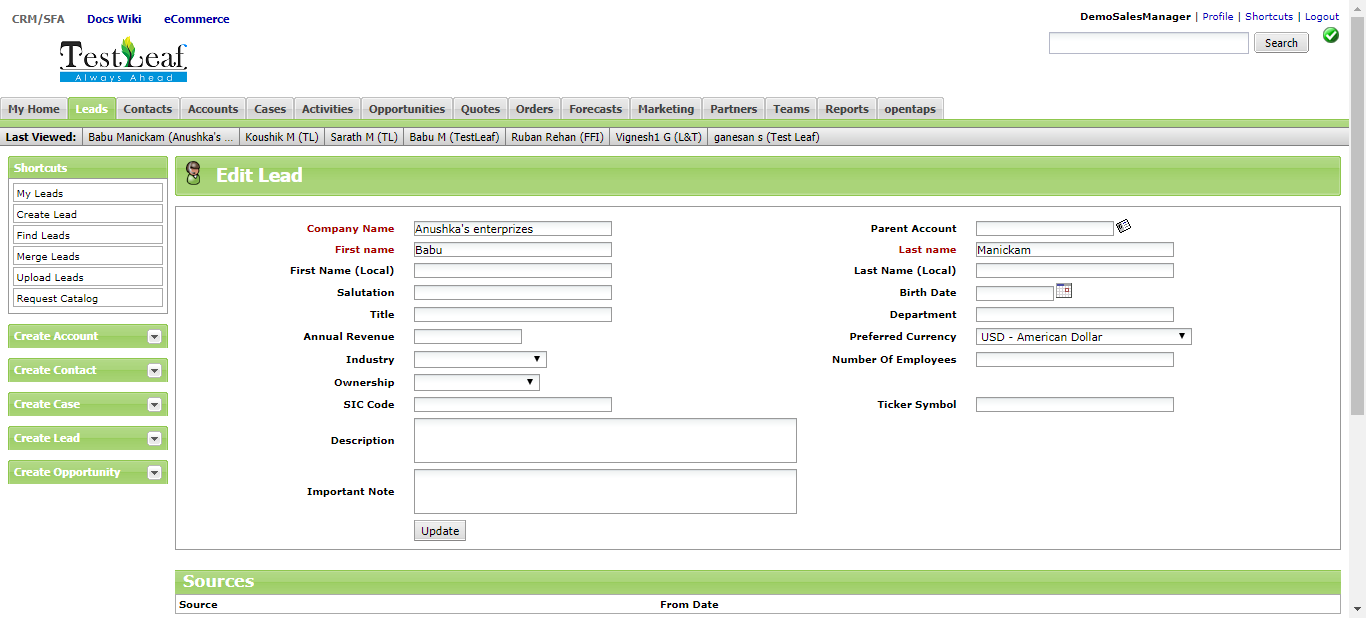 CRM/SFA Docs Wiki eCommerce
DemoSalesManager | Profile | Shortcuts | Logout
Search
TestLeaf
Always Ahead
My Home Leads Contacts Accounts Cases Activities Opportunities Quotes Orders Forecasts Marketing Partners Teams Reports opentaps
Last Viewed: Babu Manickam (Anushka's ... Koushik M (TL) Sarath M (TL) Babu M (TestLeaf) Ruban Rehan (FFI) Vignesh1 G (L&T) ganesan s (Test Leaf)
Shortcuts
My Leads
Create Lead
Find Leads
Merge Leads
Upload Leads
Request Catalog
Create Account
Create Contact
Create Case
Create Lead
Create Opportunity
Edit Lead
Company Name Anushka's enterprizes Parent Account
First name Babu Last name Manickam
First Name (Local) Last Name (Local)
Salutation Birth Date
Title Department
Annual Revenue Preferred Currency USD - American Dollar
Industry Number Of Employees
Ownership
SIC Code Ticker Symbol
Description
Important Note
Update
Sources
Source From Date